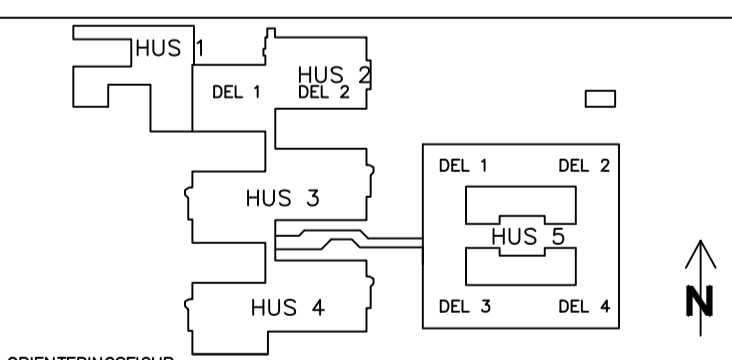 HUS 1
HUS 2
DEL 1 DEL 2
HUS 3
HUS 4
DEL 1 DEL 2
HUS 5
DEL 3 DEL 4
N
ORIENTERINGSFIGUR